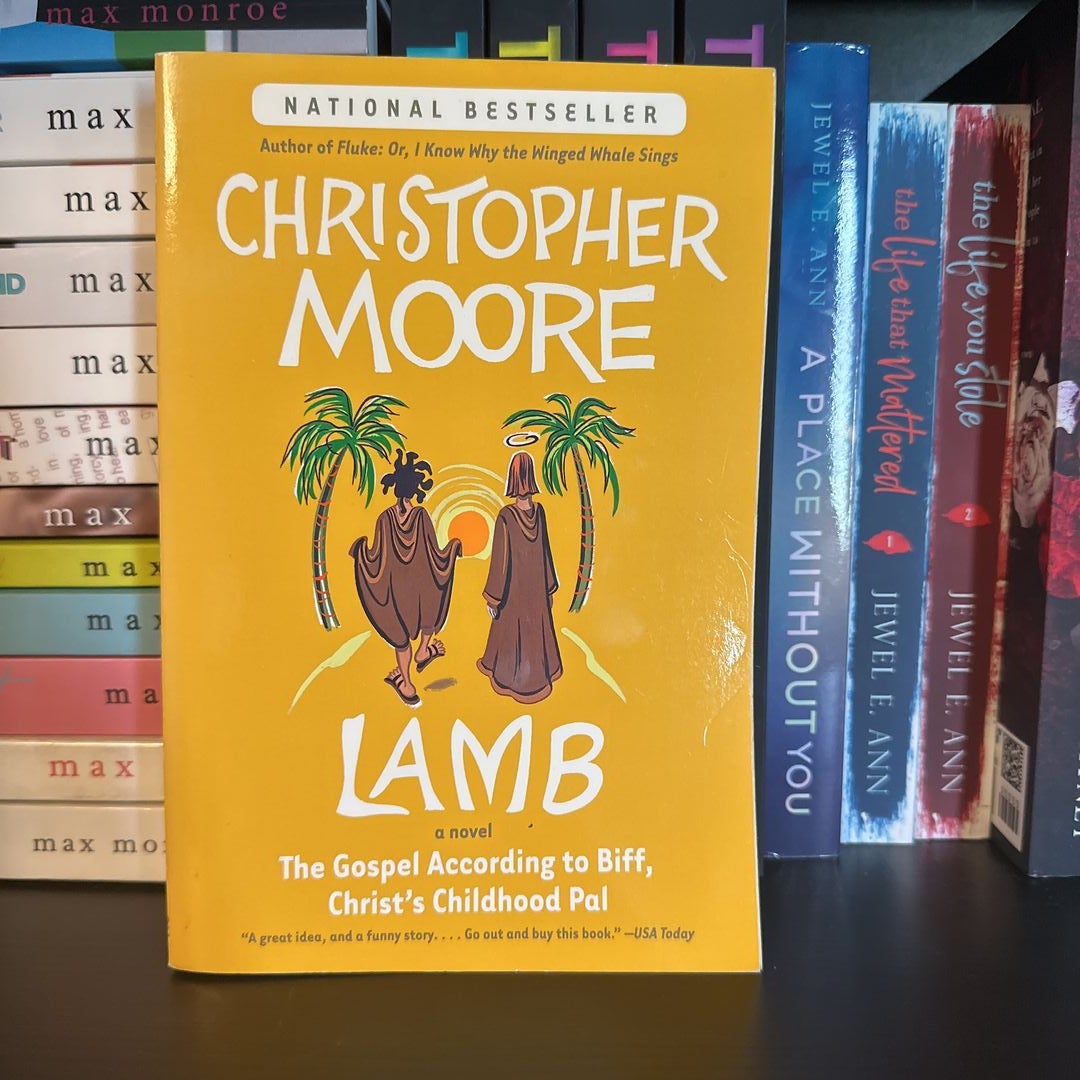 max monroe
max
max
max
max
max
max
max
max
ma
max
max mo
NATIONAL BESTSELLER
Author of Fluke: Or, I Know Why the Winged Whale Sings
CHRISTOPHER
MOORE
LAMB
a novel
The Gospel According to Biff,
Christ's Childhood Pal
"A great idea, and a funny story. . . . Go out and buy this book." —USA Today
JEWEL E. ANN A PLACE WITHOUT YOU
the life that Mattered 1 JEWEL E. ANN
the life you stole 2 JEWEL E. ANN